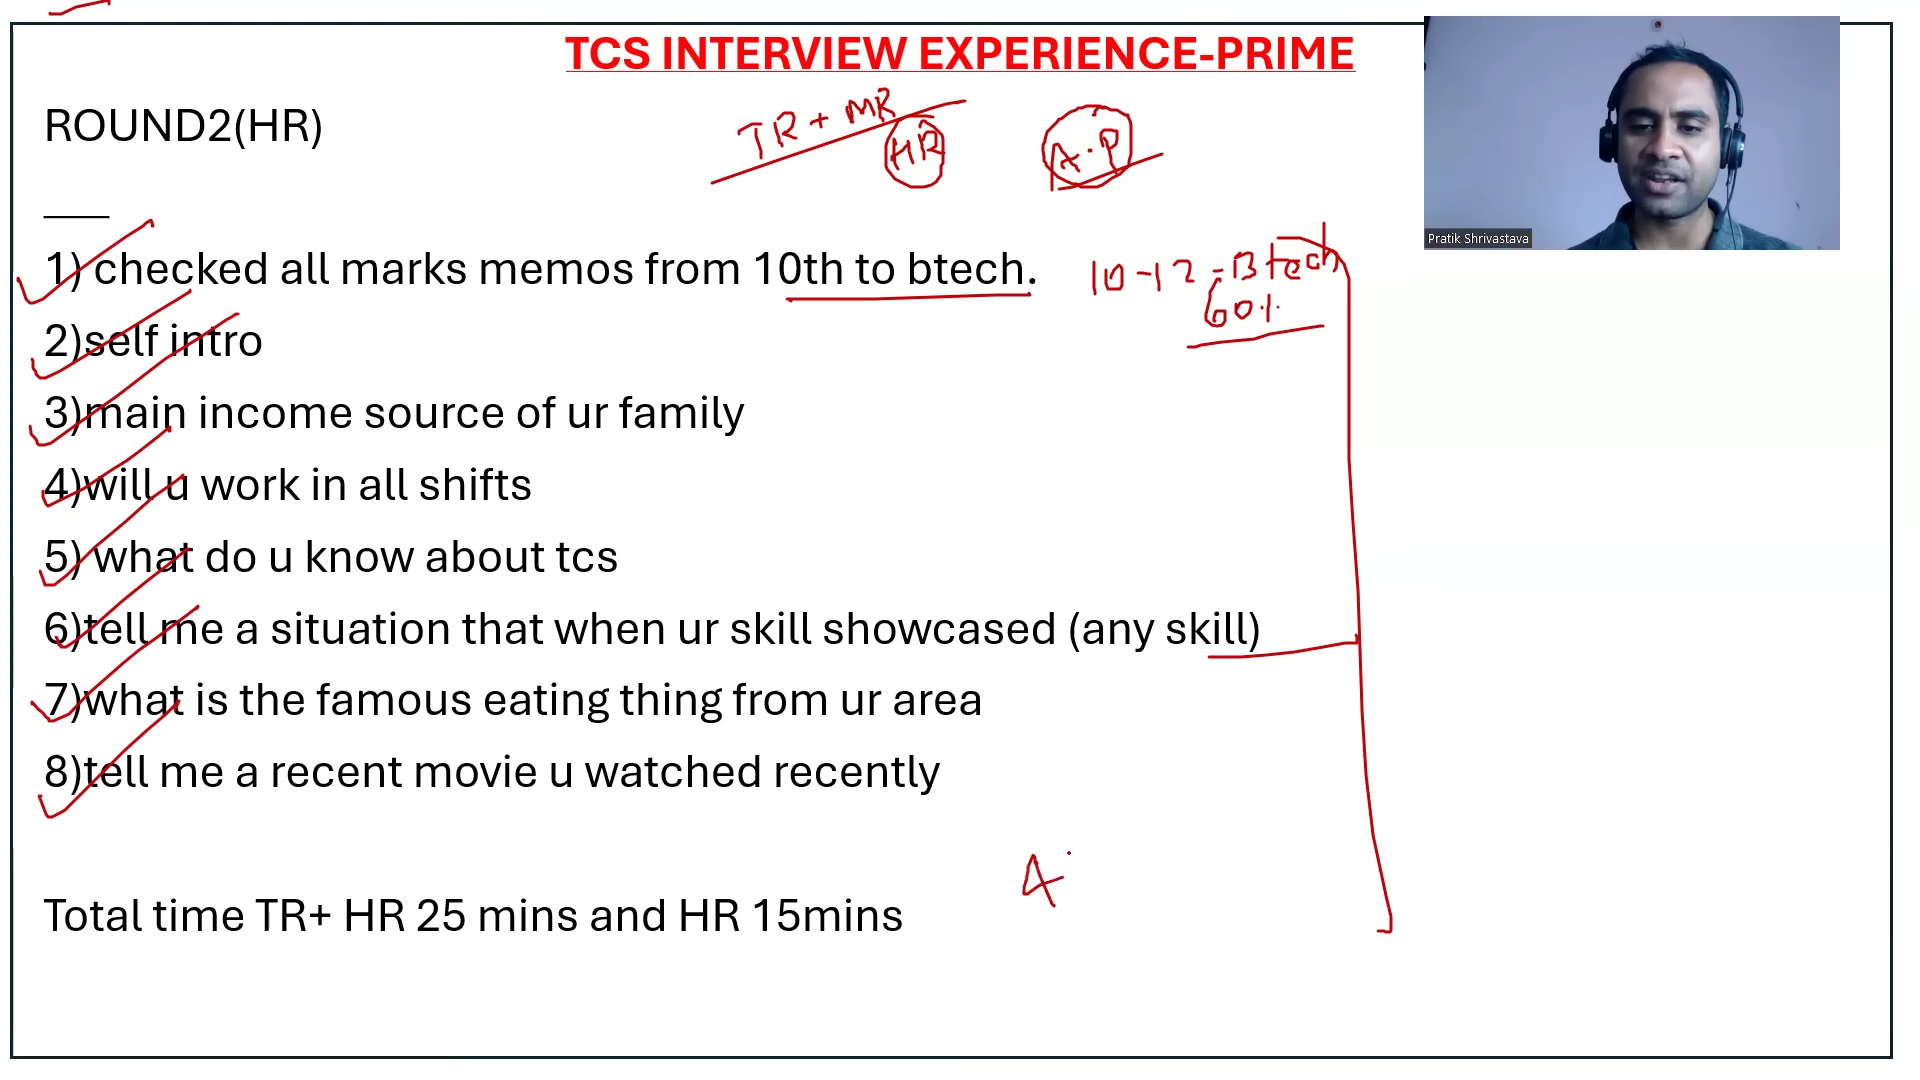 TCS INTERVIEW EXPERIENCE-PRIME
ROUND2(HR)
TR + MR
HR
A.P
Pratik Shrivastava
1) checked all marks memos from 10th to btech.
10-12-Btech
60%
2)self intro
3)main income source of ur family
4)will u work in all shifts
5) what do u know about tcs
6)tell me a situation that when ur skill showcased (any skill)
7)what is the famous eating thing from ur area
8)tell me a recent movie u watched recently
4
Total time TR+ HR 25 mins and HR 15mins